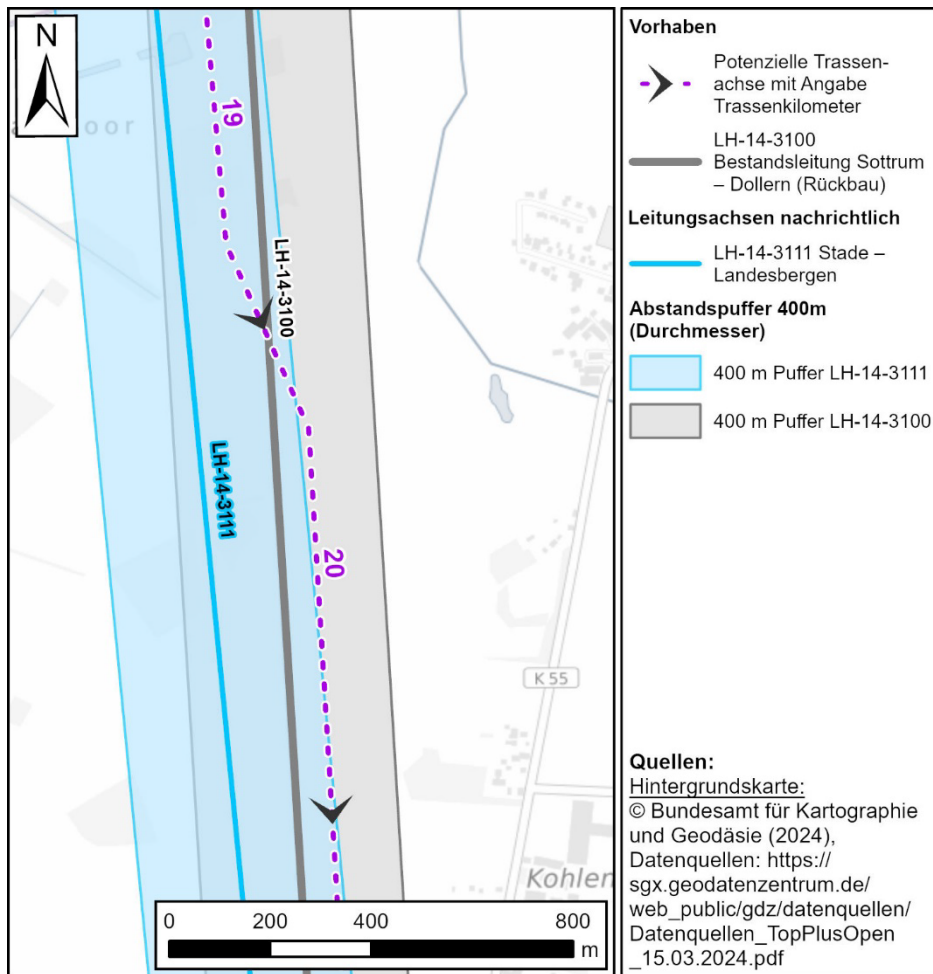 N
oor
19
LH-14-3100
LH-14-3111
20
K 55
Kohlen
0 200 400 800
m
Vorhaben
Potenzielle Trassen-
achse mit Angabe
Trassenkilometer
LH-14-3100
Bestandsleitung Sottrum
– Dollern (Rückbau)
Leitungsachsen nachrichtlich
LH-14-3111 Stade –
Landesbergen
Abstandspuffer 400m
(Durchmesser)
400 m Puffer LH-14-3111
400 m Puffer LH-14-3100
Quellen:
Hintergrundskarte:
© Bundesamt für Kartographie
und Geodäsie (2024),
Datenquellen: https://
sgx.geodatenzentrum.de/
web_public/gdz/datenquellen/
Datenquellen_TopPlusOpen
_15.03.2024.pdf